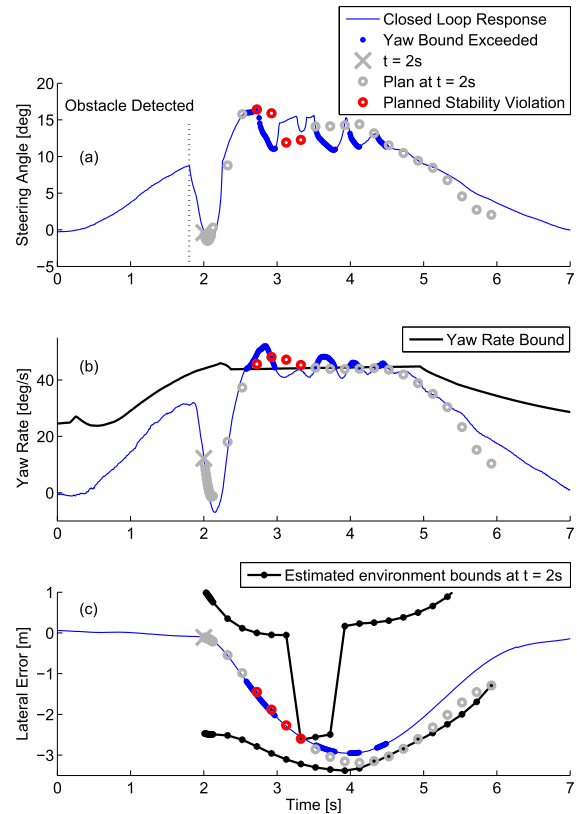 Closed Loop Response
Yaw Bound Exceeded
t = 2s
Plan at t = 2s
Planned Stability Violation
20
15
10
5
0
−5
Steering Angle [deg]
Obstacle Detected
(a)
0 1 2 3 4 5 6 7
Yaw Rate Bound
40
20
0
Yaw Rate [deg/s]
(b)
0 1 2 3 4 5 6 7
Estimated environment bounds at t = 2s
1
0
−1
−2
−3
Lateral Error [m]
(c)
0 1 2 3 4 5 6 7
Time [s]